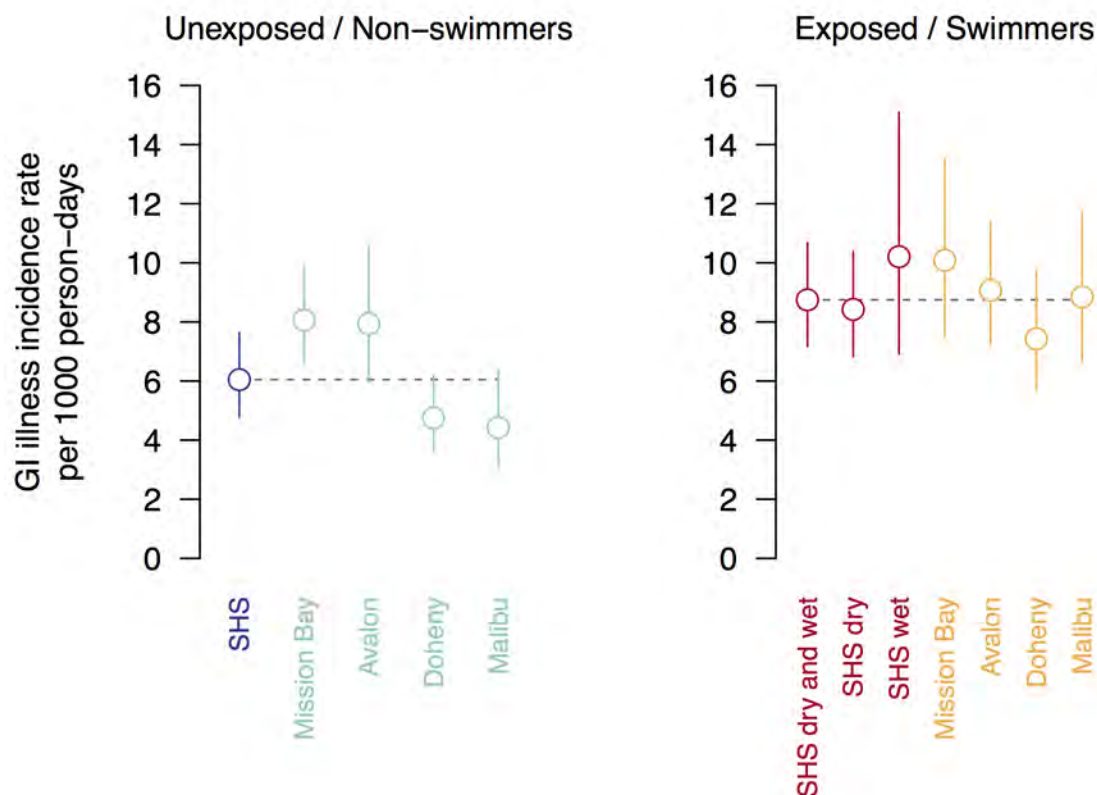 Unexposed / Non−swimmers
Exposed / Swimmers
GI illness incidence rate
per 1000 person−days
16
14
12
10
8
6
4
2
0
SHS
Mission Bay
Avalon
Doheny
Malibu
16
14
12
10
8
6
4
2
0
SHS dry and wet
SHS dry
SHS wet
Mission Bay
Avalon
Doheny
Malibu